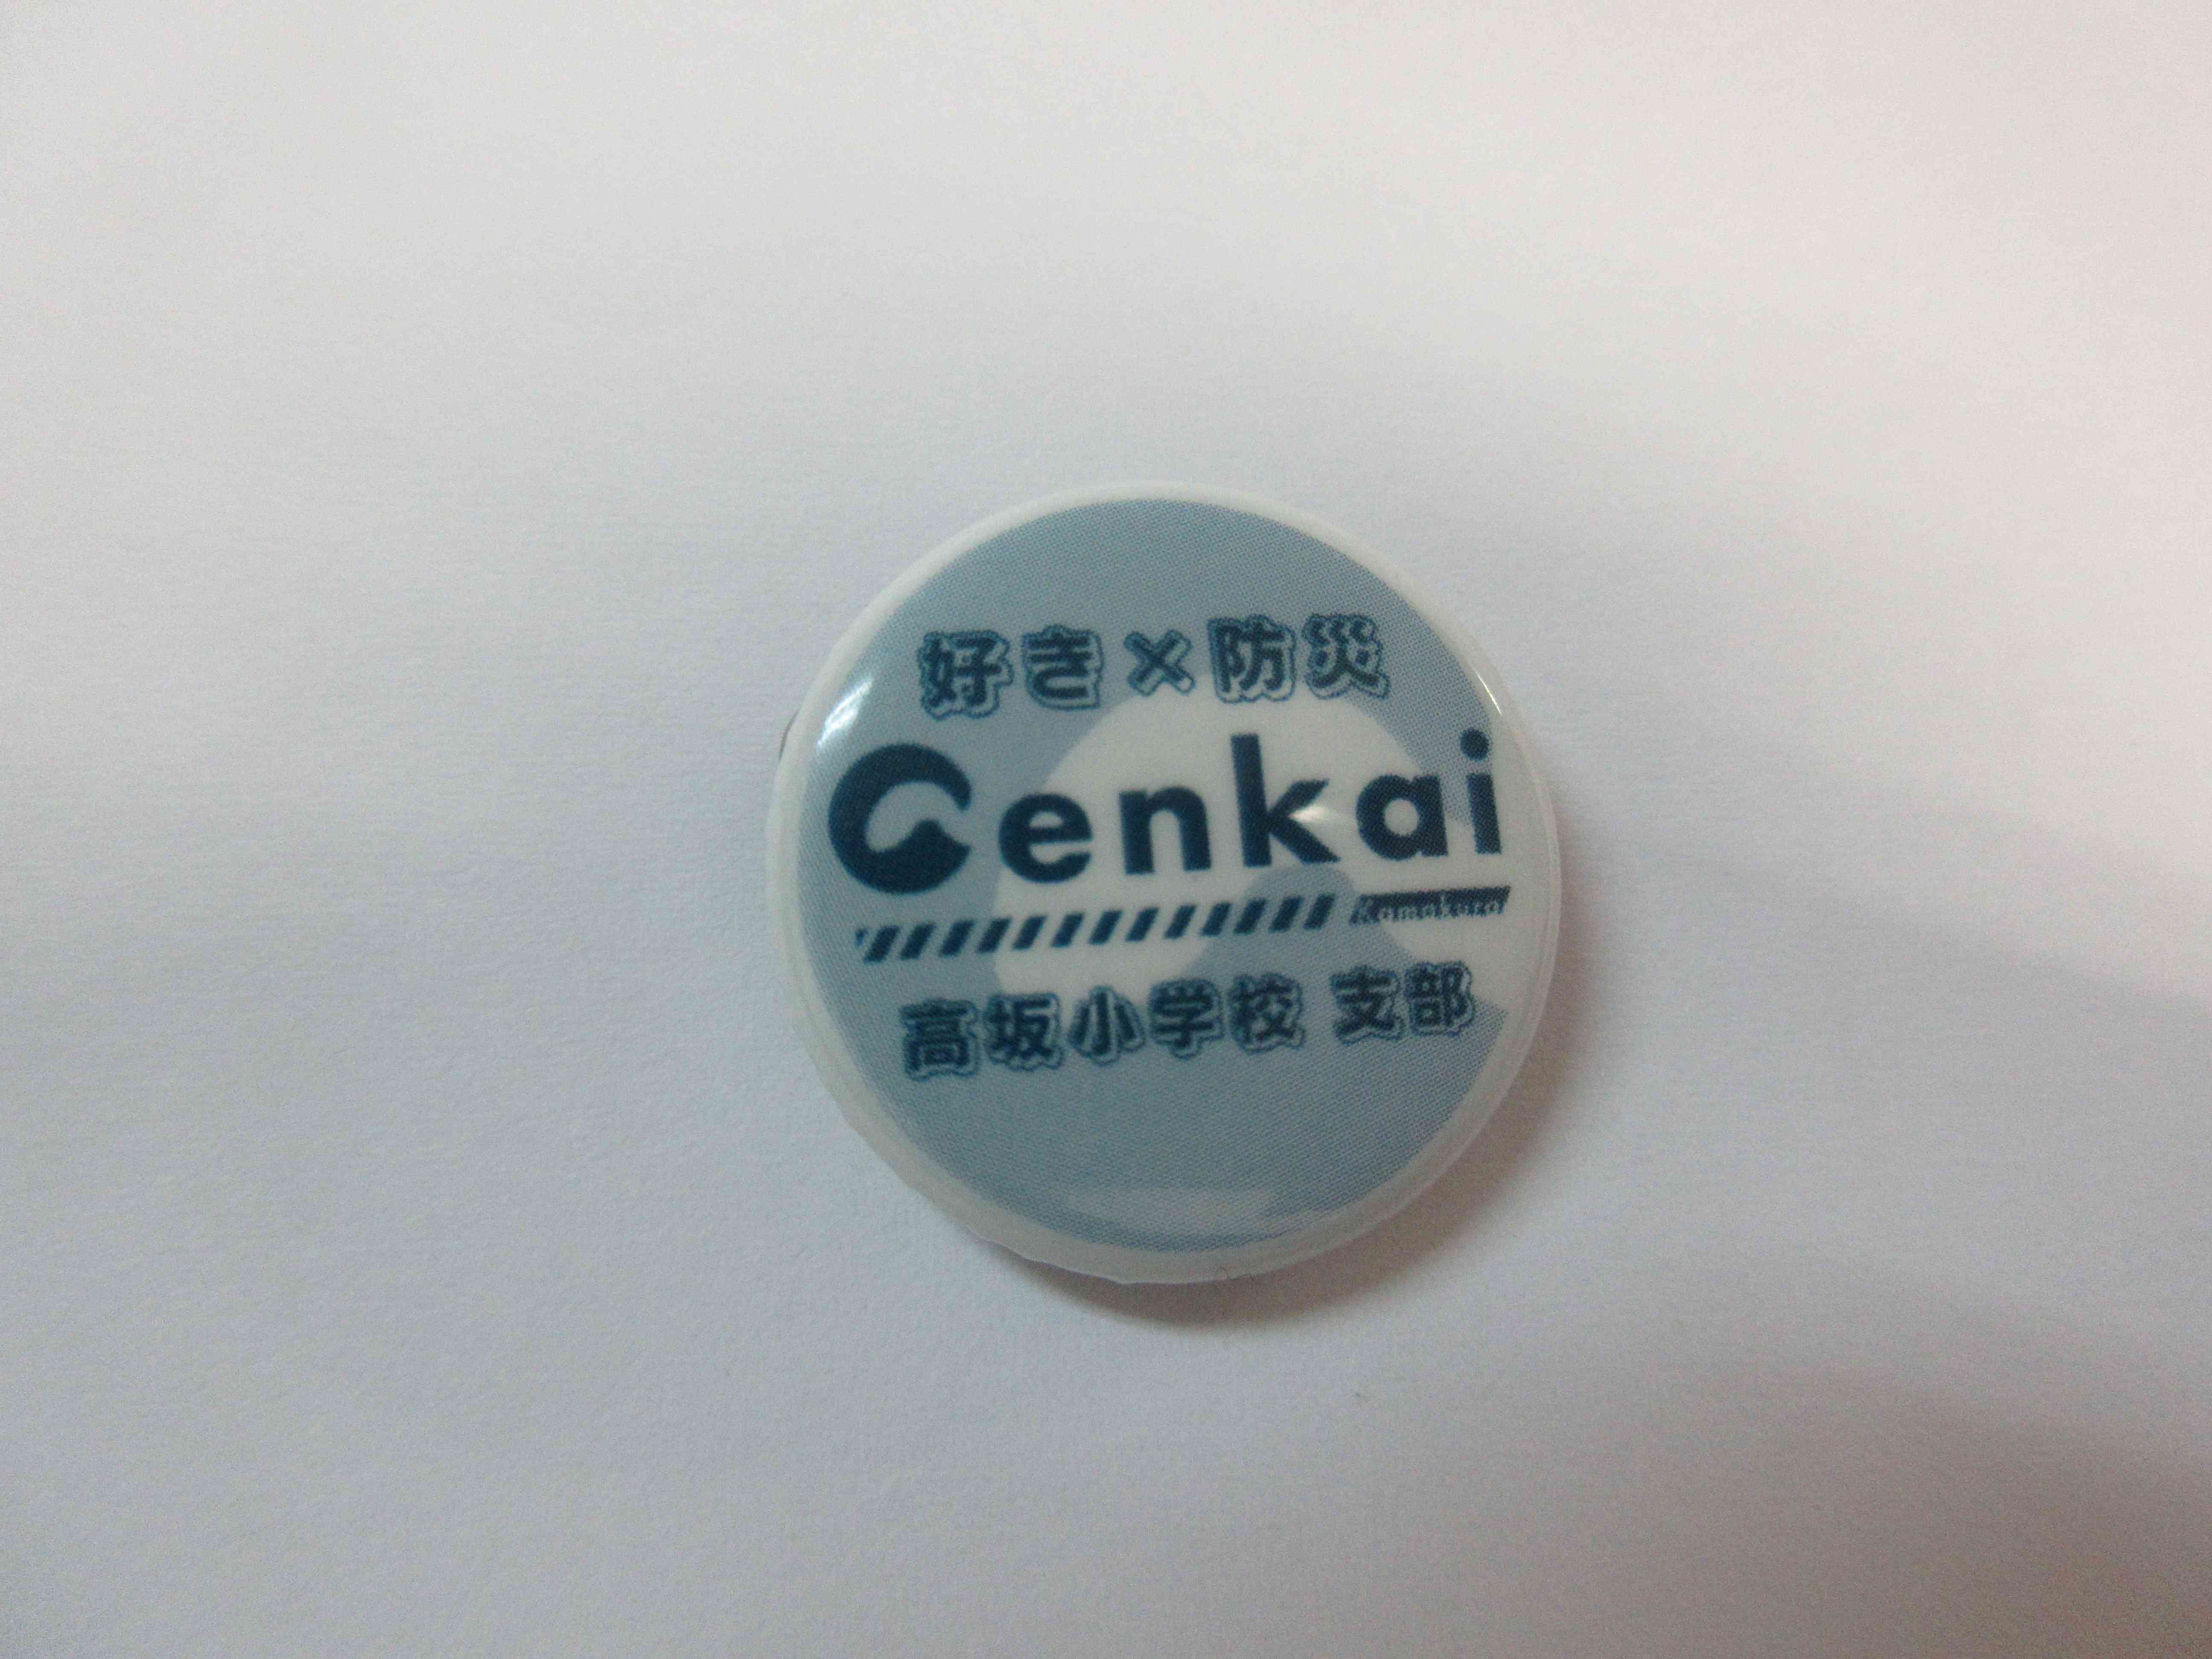 好き×防災
Genkai
Kamakura
高坂小学校 支部